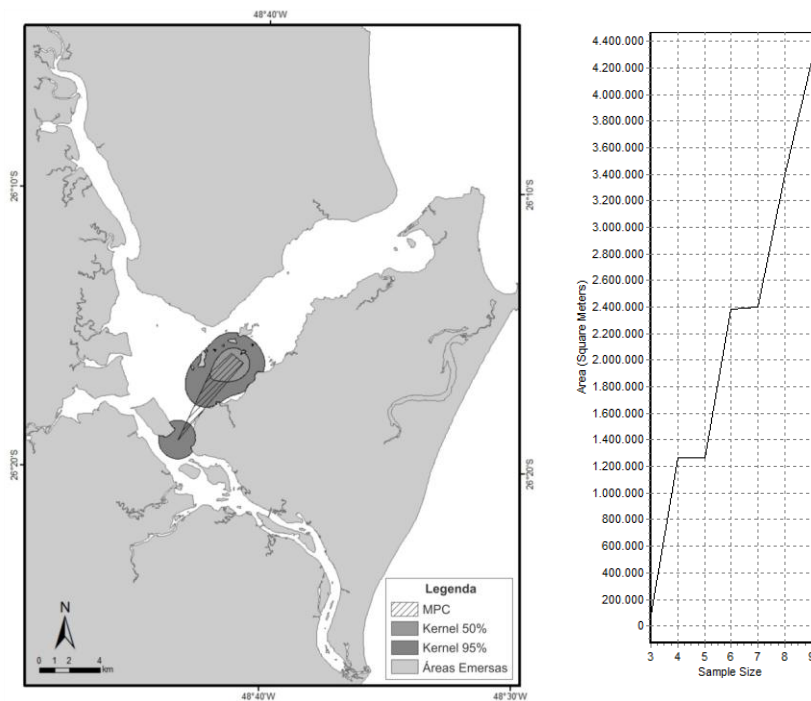 48°40'W
26°10'S
26°10'S
26°20'S
26°20'S
N
0 1 2 4
km
Legenda
MPC
Kernel 50%
Kernel 95%
Áreas Emersas
48°40'W
48°30'W
4.400.000
4.200.000
4.000.000
3.800.000
3.600.000
3.400.000
3.200.000
3.000.000
2.800.000
2.600.000
2.400.000
2.200.000
2.000.000
1.800.000
1.600.000
1.400.000
1.200.000
1.000.000
800.000
600.000
400.000
200.000
0
Area (Square Meters)
3 4 5 6 7 8 9
Sample Size